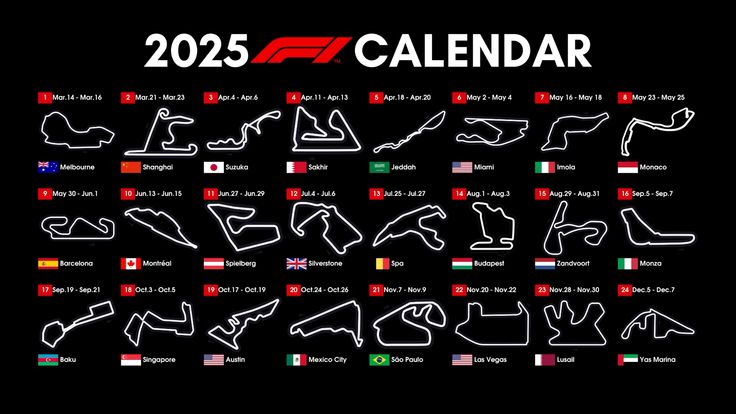 2025 F1 CALENDAR
1 Mar.14 - Mar.16
Melbourne
2 Mar.21 - Mar.23
Shanghai
3 Apr.4 - Apr.6
Suzuka
4 Apr.11 - Apr.13
Sakhir
5 Apr.18 - Apr.20
Jeddah
6 May 2 - May 4
Miami
7 May 16 - May 18
Imola
8 May 23 - May 25
Monaco
9 May 30 - Jun.1
Barcelona
10 Jun.13 - Jun.15
Montréal
11 Jun.27 - Jun.29
Spielberg
12 Jul.4 - Jul.6
Silverstone
13 Jul.25 - Jul.27
Spa
14 Aug.1 - Aug.3
Budapest
15 Aug.29 - Aug.31
Zandvoort
16 Sep.5 - Sep.7
Monza
17 Sep.19 - Sep.21
Baku
18 Oct.3 - Oct.5
Singapore
19 Oct.17 - Oct.19
Austin
20 Oct.24 - Oct.26
Mexico City
21 Nov.7 - Nov.9
São Paulo
22 Nov.20 - Nov.22
Las Vegas
23 Nov.28 - Nov.30
Lusail
24 Dec.5 - Dec.7
Yas Marina